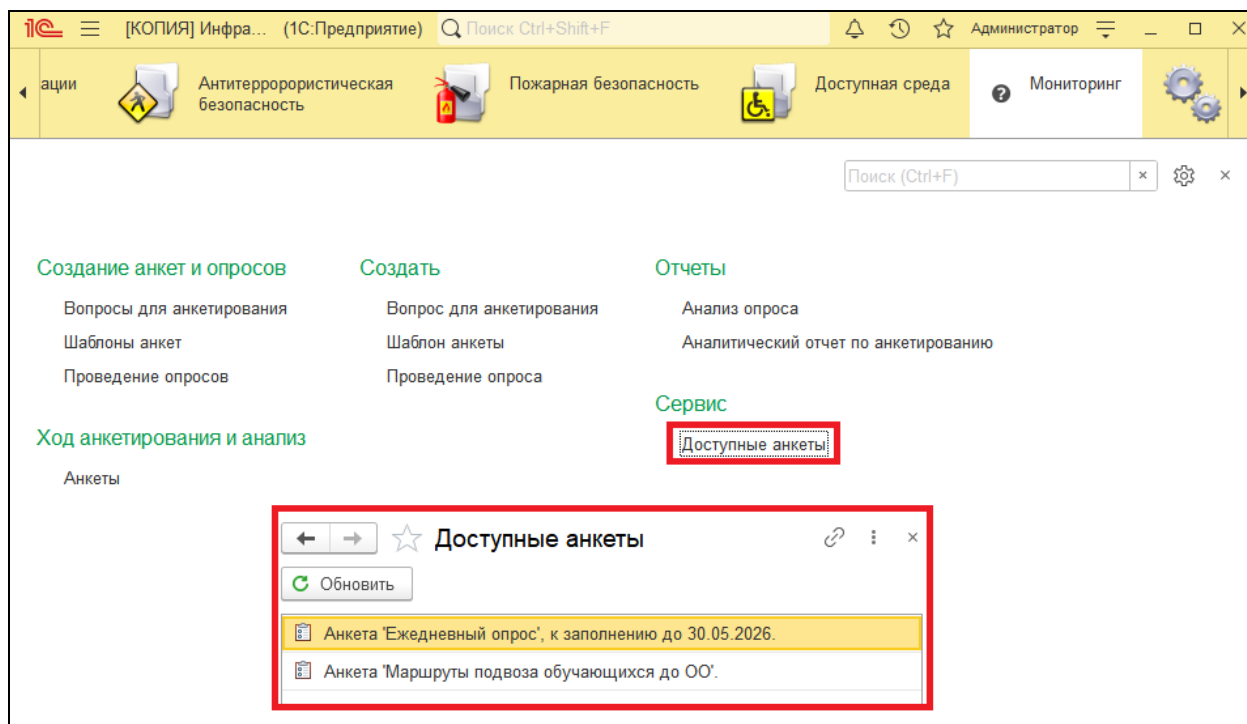 1С [КОПИЯ] Инфра... (1С:Предприятие) Поиск Ctrl+Shift+F Администратор
ации Антитерророристическая безопасность Пожарная безопасность Доступная среда ? Мониторинг
Поиск (Ctrl+F)
Создание анкет и опросов Создать Отчеты
Вопросы для анкетирования Вопрос для анкетирования Анализ опроса
Шаблоны анкет Шаблон анкеты Аналитический отчет по анкетированию
Проведение опросов Проведение опроса
Сервис
Ход анкетирования и анализ Доступные анкеты
Анкеты
Доступные анкеты
Обновить
Анкета 'Ежедневный опрос', к заполнению до 30.05.2026.
Анкета 'Маршруты подвоза обучающихся до ОО'.